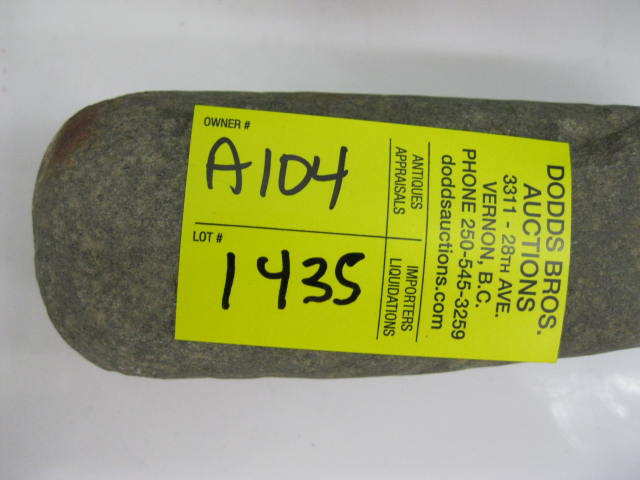 OWNER #
A104
LOT #
1435
ANTIQUES
APPRAISALS
IMPORTERS
LIQUIDATIONS
DODDS BROS.
AUCTIONS
3311 - 28TH AVE.
VERNON, B.C.
PHONE 250-545-3259
doddsauctions.com